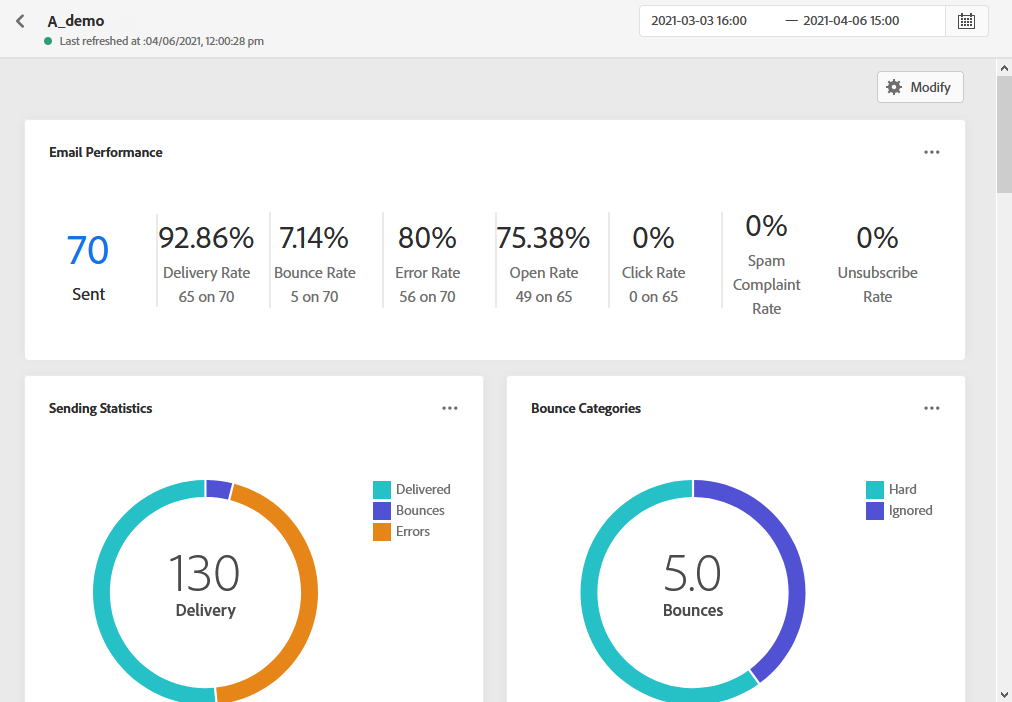 A_demo
Last refreshed at :04/06/2021, 12:00:28 pm
2021-03-03 16:00 — 2021-04-06 15:00
Modify
Email Performance
70
Sent
92.86%
Delivery Rate
65 on 70
7.14%
Bounce Rate
5 on 70
80%
Error Rate
56 on 70
75.38%
Open Rate
49 on 65
0%
Click Rate
0 on 65
0%
Spam
Complaint
Rate
0%
Unsubscribe
Rate
Sending Statistics
Delivered
Bounces
Errors
130
Delivery
Bounce Categories
Hard
Ignored
5.0
Bounces